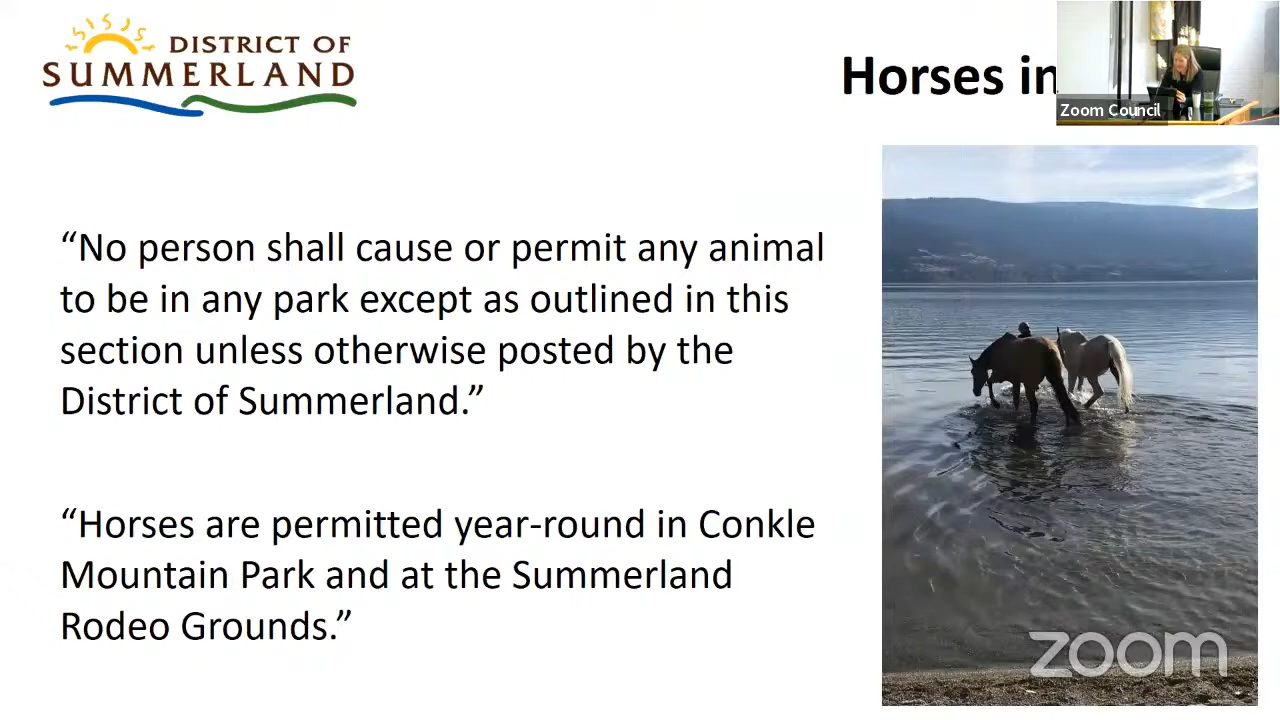 DISTRICT OF
SUMMERLAND
Horses in
Zoom Council
“No person shall cause or permit any animal
to be in any park except as outlined in this
section unless otherwise posted by the
District of Summerland.”
“Horses are permitted year-round in Conkle
Mountain Park and at the Summerland
Rodeo Grounds.”
zoom